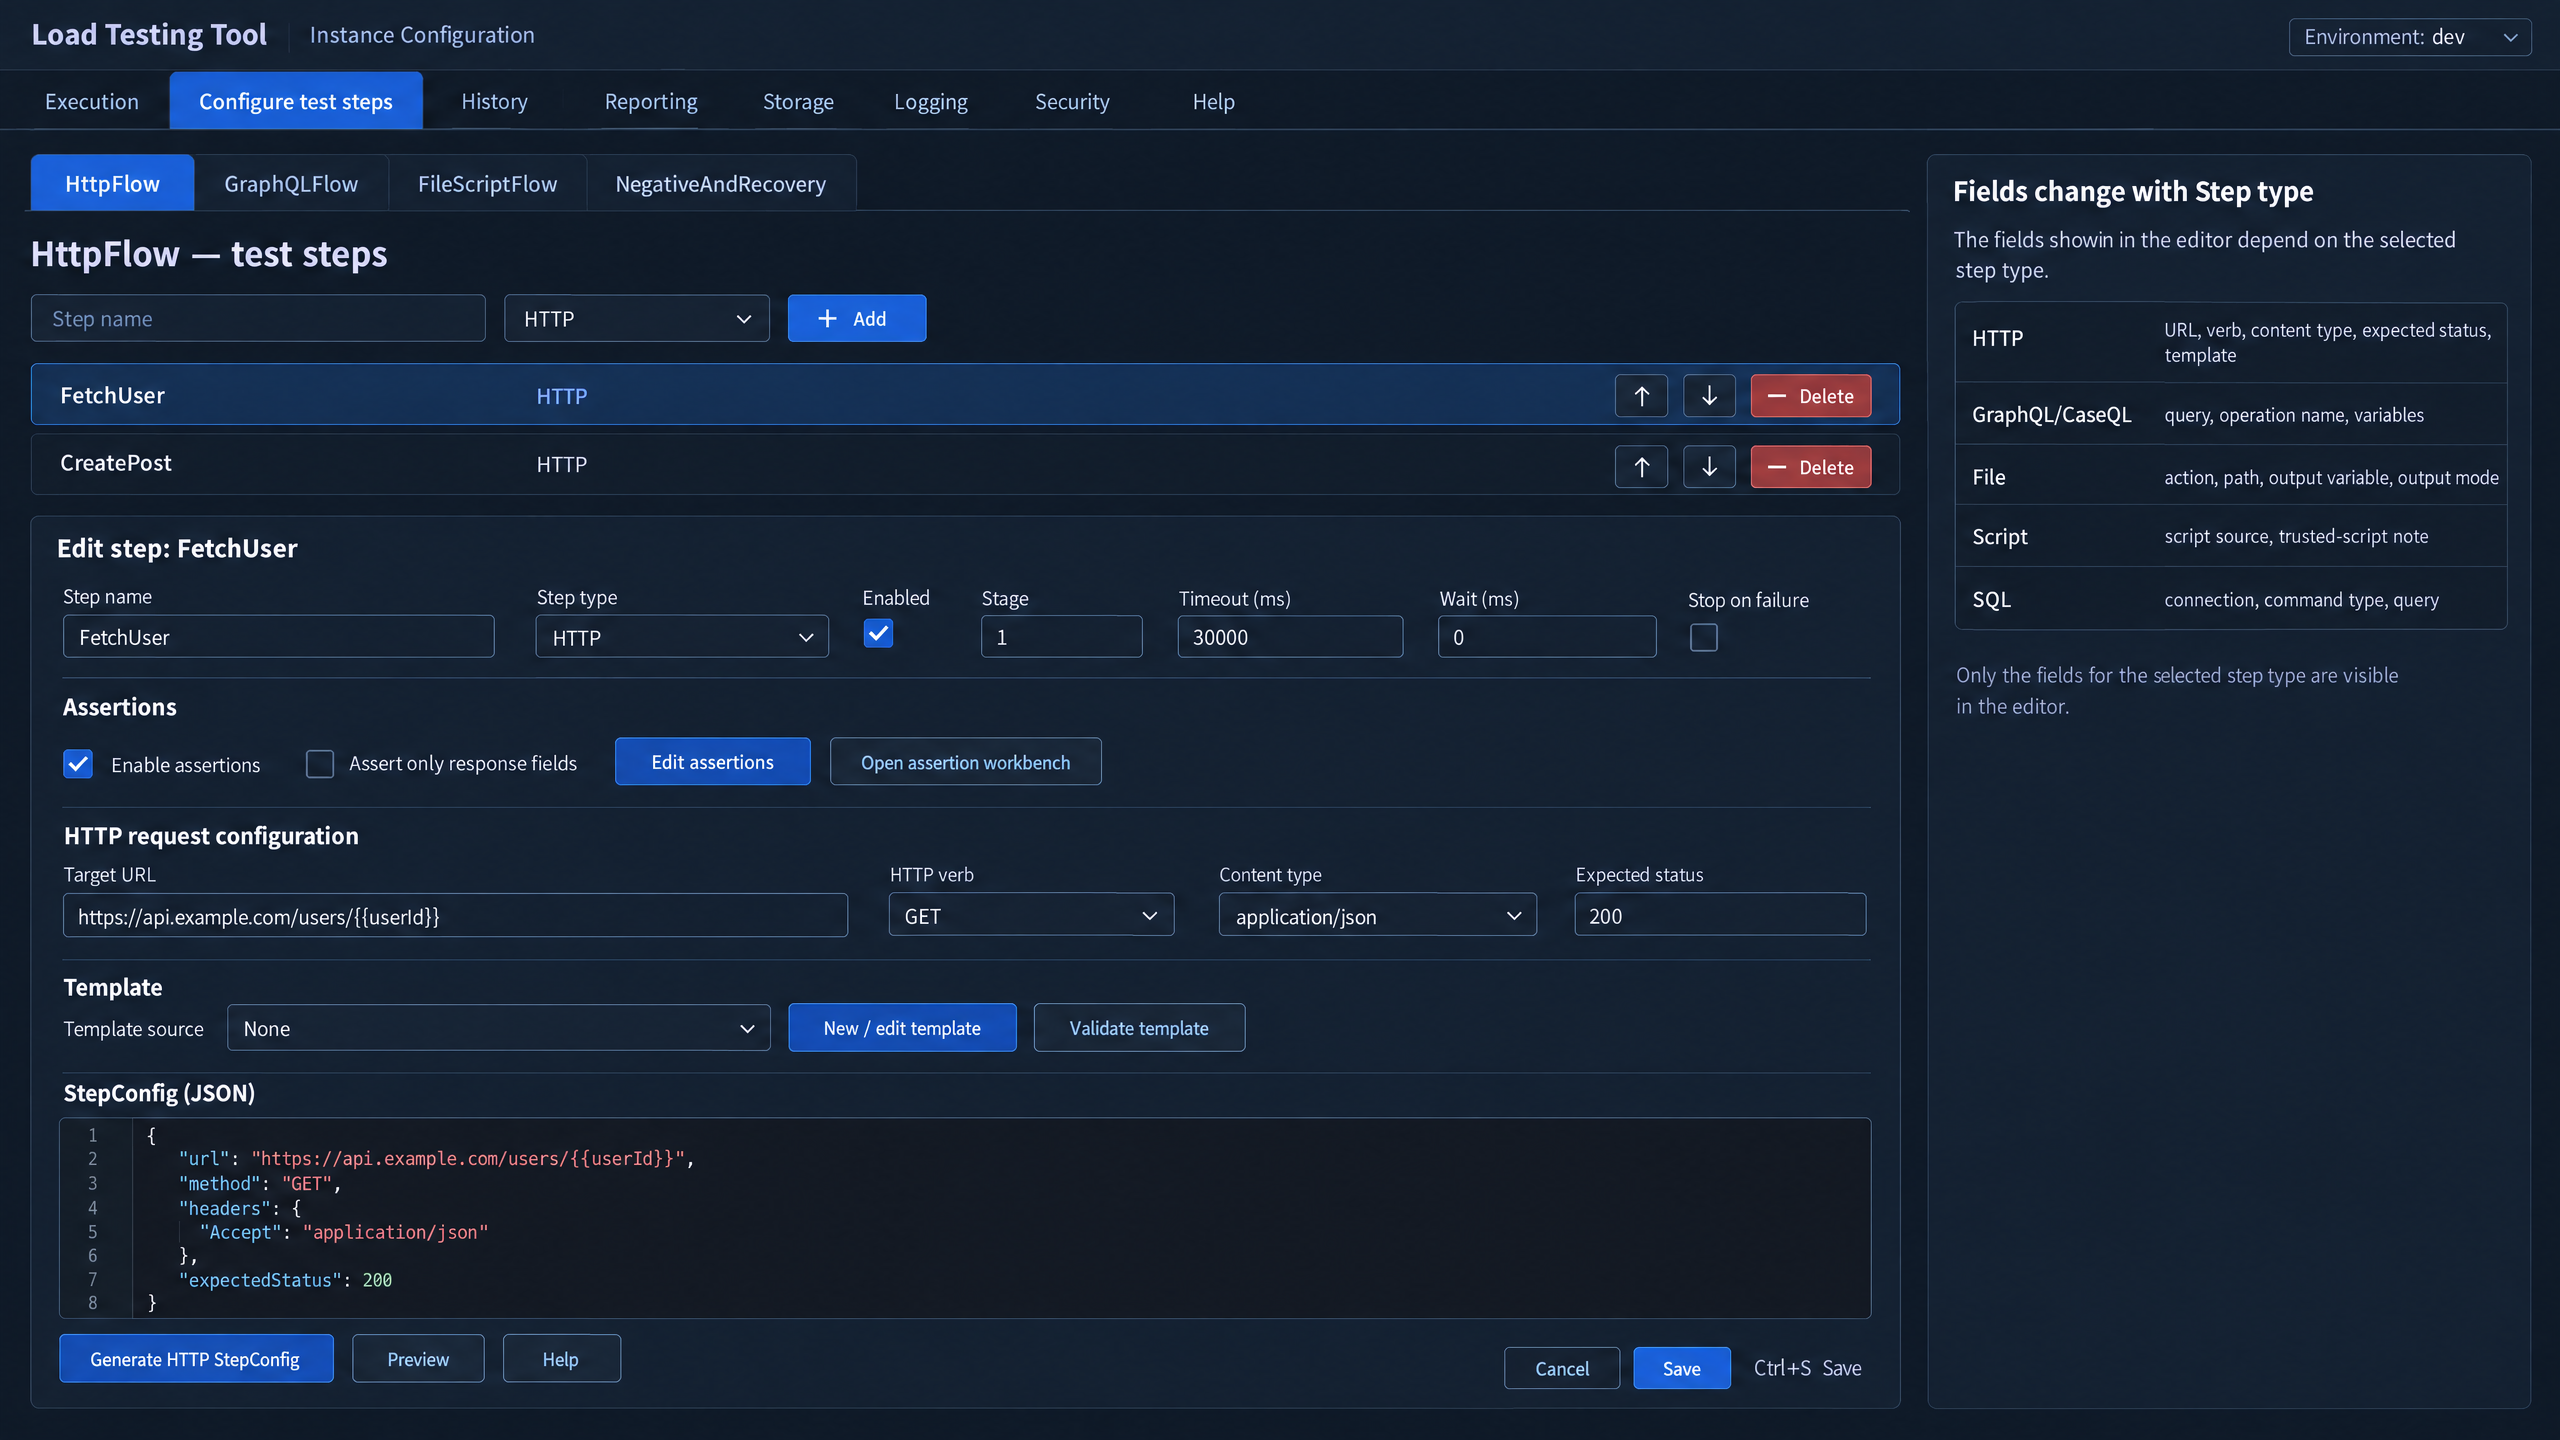 Load Testing Tool Instance Configuration Environment: dev
Execution Configure test steps History Reporting Storage Logging Security Help
HttpFlow GraphQLFlow FileScriptFlow NegativeAndRecovery
HttpFlow — test steps
Step name HTTP + Add
FetchUser HTTP ↑ ↓ — Delete
CreatePost HTTP ↑ ↓ — Delete
Edit step: FetchUser
Step name Step type Enabled Stage Timeout (ms) Wait (ms) Stop on failure
FetchUser HTTP 1 30000 0
Assertions
Enable assertions Assert only response fields Edit assertions Open assertion workbench
HTTP request configuration
Target URL HTTP verb Content type Expected status
https://api.example.com/users/{{userId}} GET application/json 200
Template
Template source None New / edit template Validate template
StepConfig (JSON)
1 {
2 "url": "https://api.example.com/users/{{userId}}",
3 "method": "GET",
4 "headers": {
5 "Accept": "application/json"
6 },
7 "expectedStatus": 200
8 }
Generate HTTP StepConfig Preview Help Cancel Save Ctrl+S Save
Fields change with Step type
The fields showin in the editor depend on the selected
step type.
HTTP URL, verb, content type, expected status,
template
GraphQL/CaseQL query, operation name, variables
File action, path, output variable, output mode
Script script source, trusted-script note
SQL connection, command type, query
Only the fields for the selected step type are visible
in the editor.